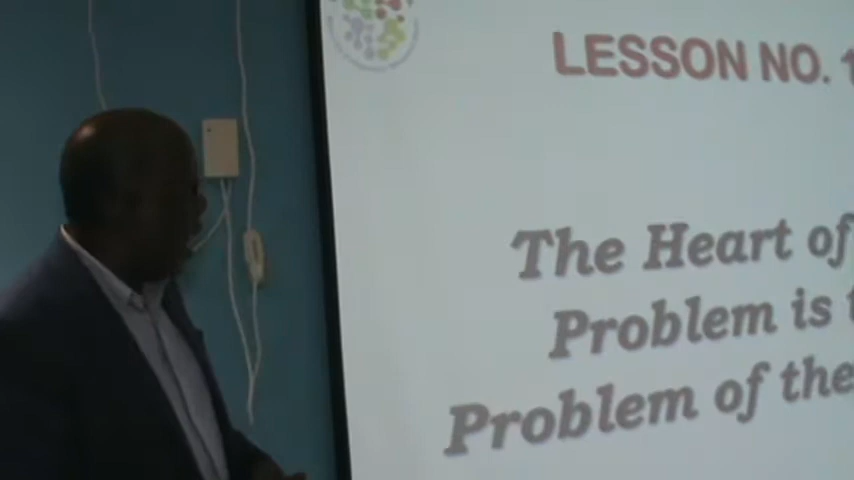 LESSON NO.
The Heart of
Problem is
Problem of the